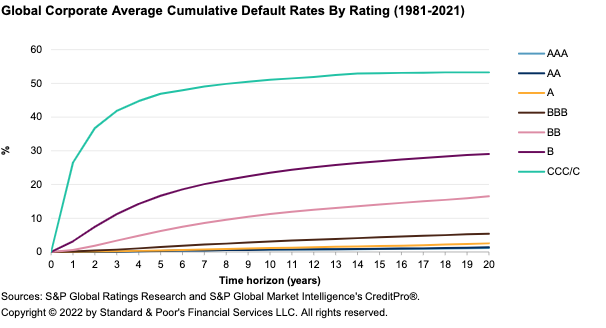 Global Corporate Average Cumulative Default Rates By Rating (1981-2021)
60
50
40
30
20
10
0
%
0 1 2 3 4 5 6 7 8 9 10 11 12 13 14 15 16 17 18 19 20
Time horizon (years)
AAA
AA
A
BBB
BB
B
CCC/C
Sources: S&P Global Ratings Research and S&P Global Market Intelligence's CreditPro®.
Copyright © 2022 by Standard & Poor's Financial Services LLC. All rights reserved.